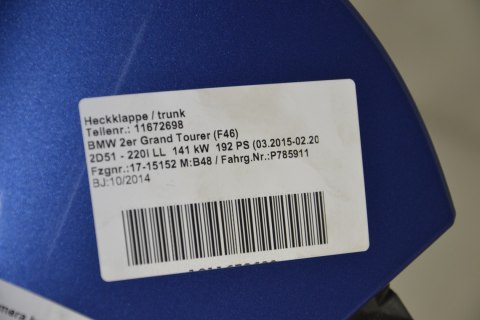 Heckklappe / trunk
Teilenr.: 11672698
BMW 2er Grand Tourer (F46)
2D51 - 220i LL 141 kW 192 PS (03.2015-02.20
Fzgnr.:17-15152 M:B48 / Fahrg.Nr.:P785911
BJ:10/2014